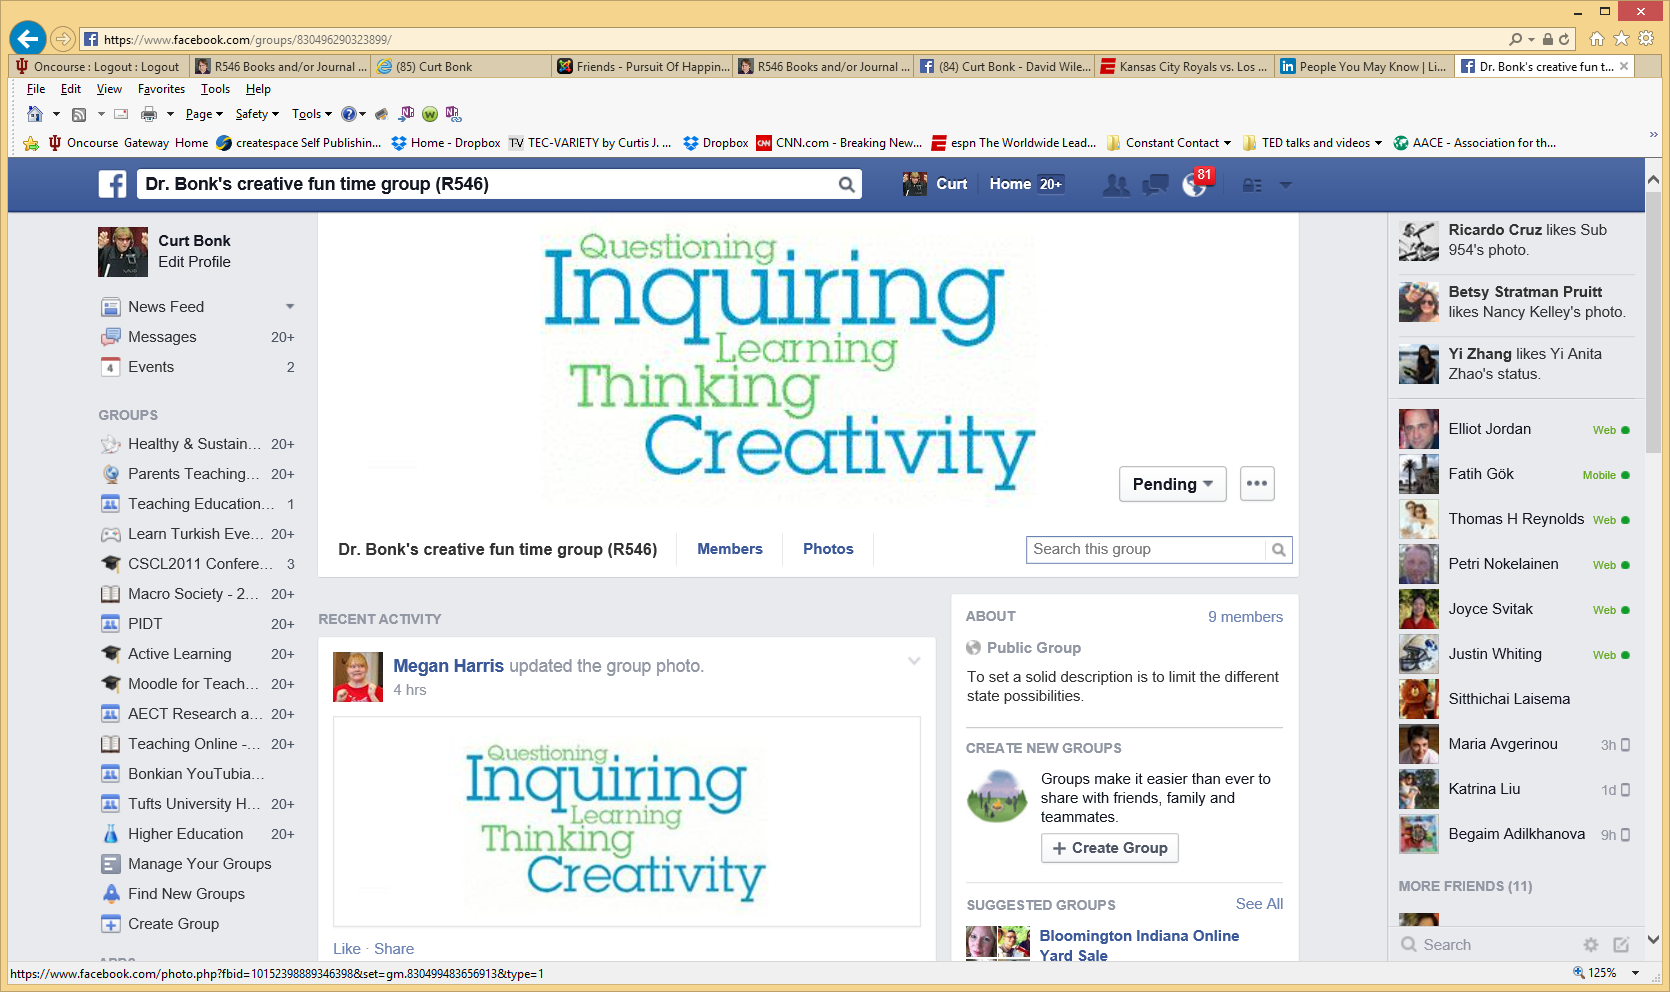 https://www.facebook.com/groups/830496290323899/
Oncourse : Logout : Logout
R546 Books and/or Journal ...
(85) Curt Bonk
Friends - Pursuit Of Happin...
R546 Books and/or Journal ...
(84) Curt Bonk - David Wile...
Kansas City Royals vs. Los ...
People You May Know | Li...
Dr. Bonk's creative fun t...
File Edit View Favorites Tools Help
Page Safety Tools
Oncourse Gateway Home
createspace Self Publishin...
Home - Dropbox
TV TEC-VARIETY by Curtis J. ...
Dropbox
CNN CNN.com - Breaking New...
espn The Worldwide Lead...
Constant Contact
TED talks and videos
AACE - Association for th...
Dr. Bonk's creative fun time group (R546)
Curt
Home 20+
81
Curt Bonk
Edit Profile
News Feed
Messages 20+
4 Events 2
GROUPS
Healthy & Sustain... 20+
Parents Teaching... 20+
Teaching Education... 1
Learn Turkish Eve... 20+
CSCL2011 Confere... 3
Macro Society - 2... 20+
PIDT 20+
Active Learning 20+
Moodle for Teach... 20+
AECT Research a... 20+
Teaching Online -... 20+
Bonkian YouTubia...
Tufts University H... 20+
Higher Education 20+
Manage Your Groups
Find New Groups
Create Group
Questioning
Inquiring
Learning
Thinking
Creativity
Pending
Dr. Bonk's creative fun time group (R546)
Members
Photos
Search this group
RECENT ACTIVITY
Megan Harris updated the group photo.
4 hrs
Questioning
Inquiring
Learning
Thinking
Creativity
Like · Share
ABOUT
9 members
Public Group
To set a solid description is to limit the different
state possibilities.
CREATE NEW GROUPS
Groups make it easier than ever to
share with friends, family and
teammates.
+ Create Group
SUGGESTED GROUPS
See All
Bloomington Indiana Online
Yard Sale
Ricardo Cruz likes Sub
954's photo.
Betsy Stratman Pruitt
likes Nancy Kelley's photo.
Yi Zhang likes Yi Anita
Zhao's status.
Elliot Jordan Web
Fatih Gök Mobile
Thomas H Reynolds Web
Petri Nokelainen Web
Joyce Svitak Web
Justin Whiting Web
Sitthichai Laisema
Maria Avgerinou 3h
Katrina Liu 1d
Begaim Adilkhanova 9h
MORE FRIENDS (11)
Search
https://www.facebook.com/photo.php?fbid=10152398889346398&set=gm.830499483656913&type=1
125%